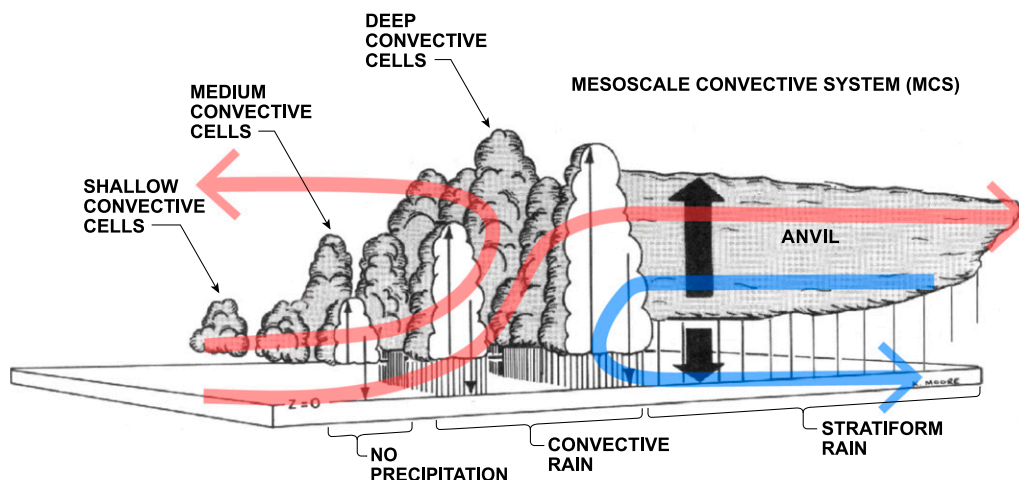 DEEP
CONVECTIVE
CELLS
MESOSCALE CONVECTIVE SYSTEM (MCS)
MEDIUM
CONVECTIVE
CELLS
SHALLOW
CONVECTIVE
CELLS
ANVIL
Z=0
K. MOORE
NO
PRECIPITATION
CONVECTIVE
RAIN
STRATIFORM
RAIN